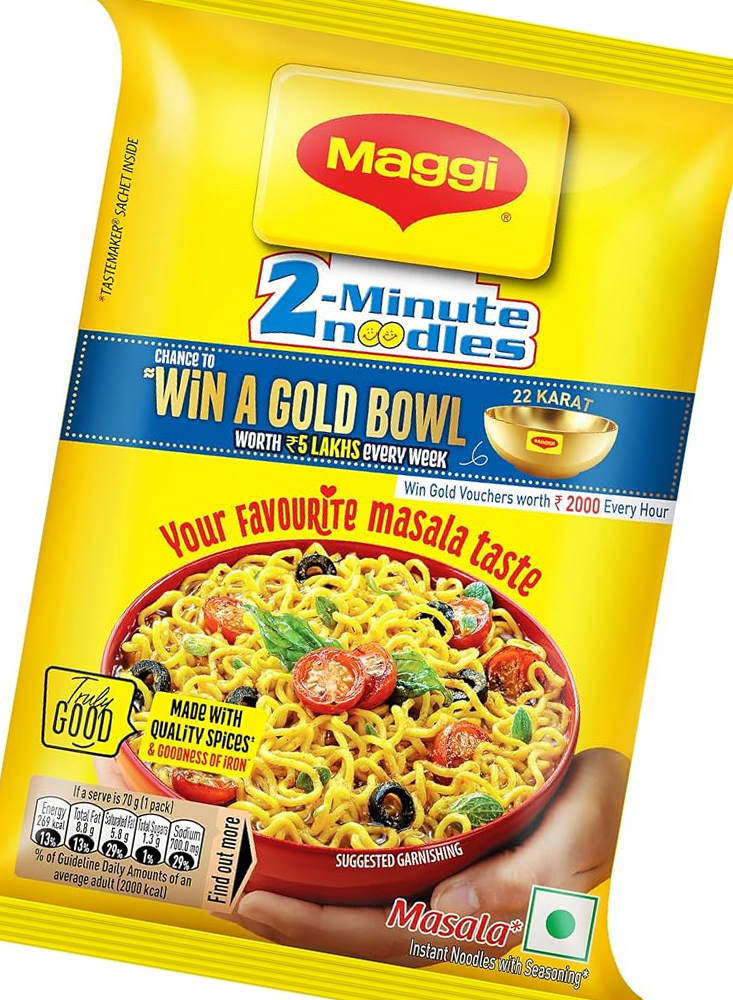 Maggi
®
*TASTEMAKER® SACHET INSIDE
2-Minute
noodles
CHANCE TO
≈WIN A GOLD BOWL
WORTH ₹5 LAKHS EVERY WEEK
22 KARAT
Maggi
Win Gold Vouchers worth ₹ 2000 Every Hour
Your FAVOURITE masala taste
Truly
GOOD
MADE WITH
QUALITY SPICES‡
& GOODNESS OF IRON**
If a serve is 70 g (1 pack)
Energy Total Fat Saturated Fat Total Sugars Sodium
269 kcal 8.8 g 5.8 g 1.3 g 700.0 mg
13% 13% 29% 1% 29%
% of Guideline Daily Amounts of an
average adult (2000 kcal)
Find out more
SUGGESTED GARNISHING
Masala*
Instant Noodles with Seasoning*